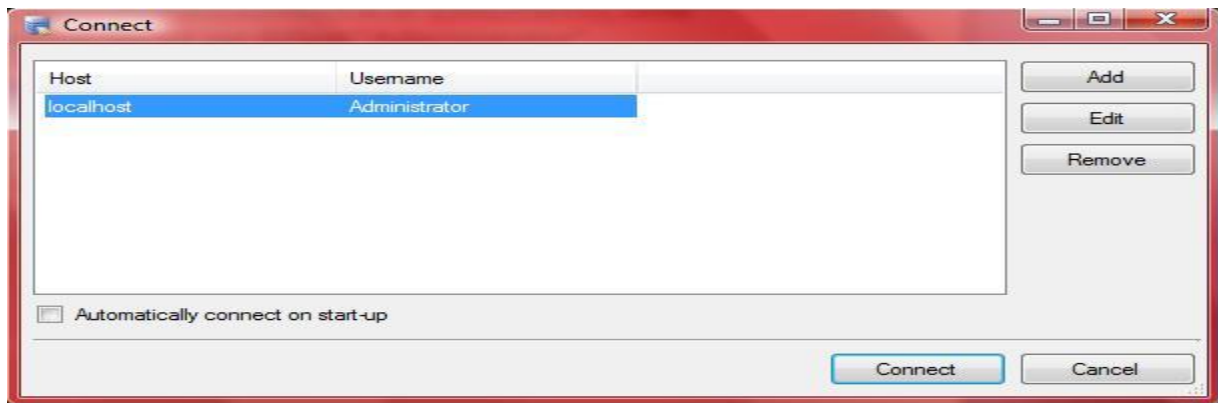 Connect
Host Username Add
localhost Administrator
Edit
Remove
Automatically connect on start-up
Connect Cancel